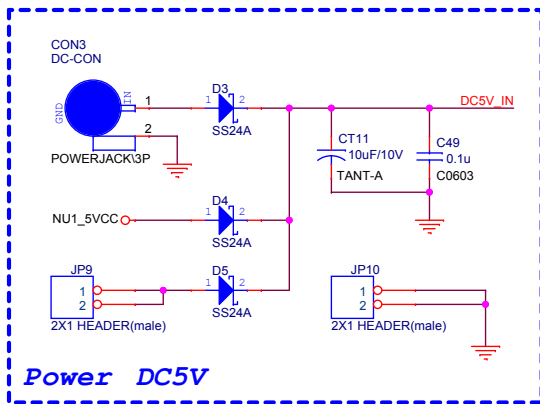 CON3
DC-CON
GND
IN
1
2
POWERJACK\3P
D3
1 2
SS24A
DC5V_IN
CT11
10uF/10V
TANT-A
C49
0.1u
C0603
NU1_5VCC
D4
1 2
SS24A
JP9
1
2
2X1 HEADER(male)
D5
1 2
SS24A
JP10
1
2
2X1 HEADER(male)
Power DC5V